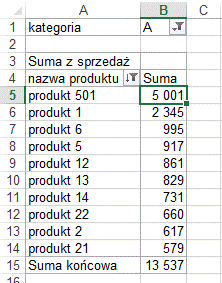 A B
1 kategoria A
2
3 Suma z sprzedaż
4 nazwa produktu Suma
5 produkt 501 5 001
6 produkt 1 2 345
7 produkt 6 995
8 produkt 5 917
9 produkt 12 861
10 produkt 13 829
11 produkt 14 731
12 produkt 22 660
13 produkt 2 617
14 produkt 21 579
15 Suma końcowa 13 537